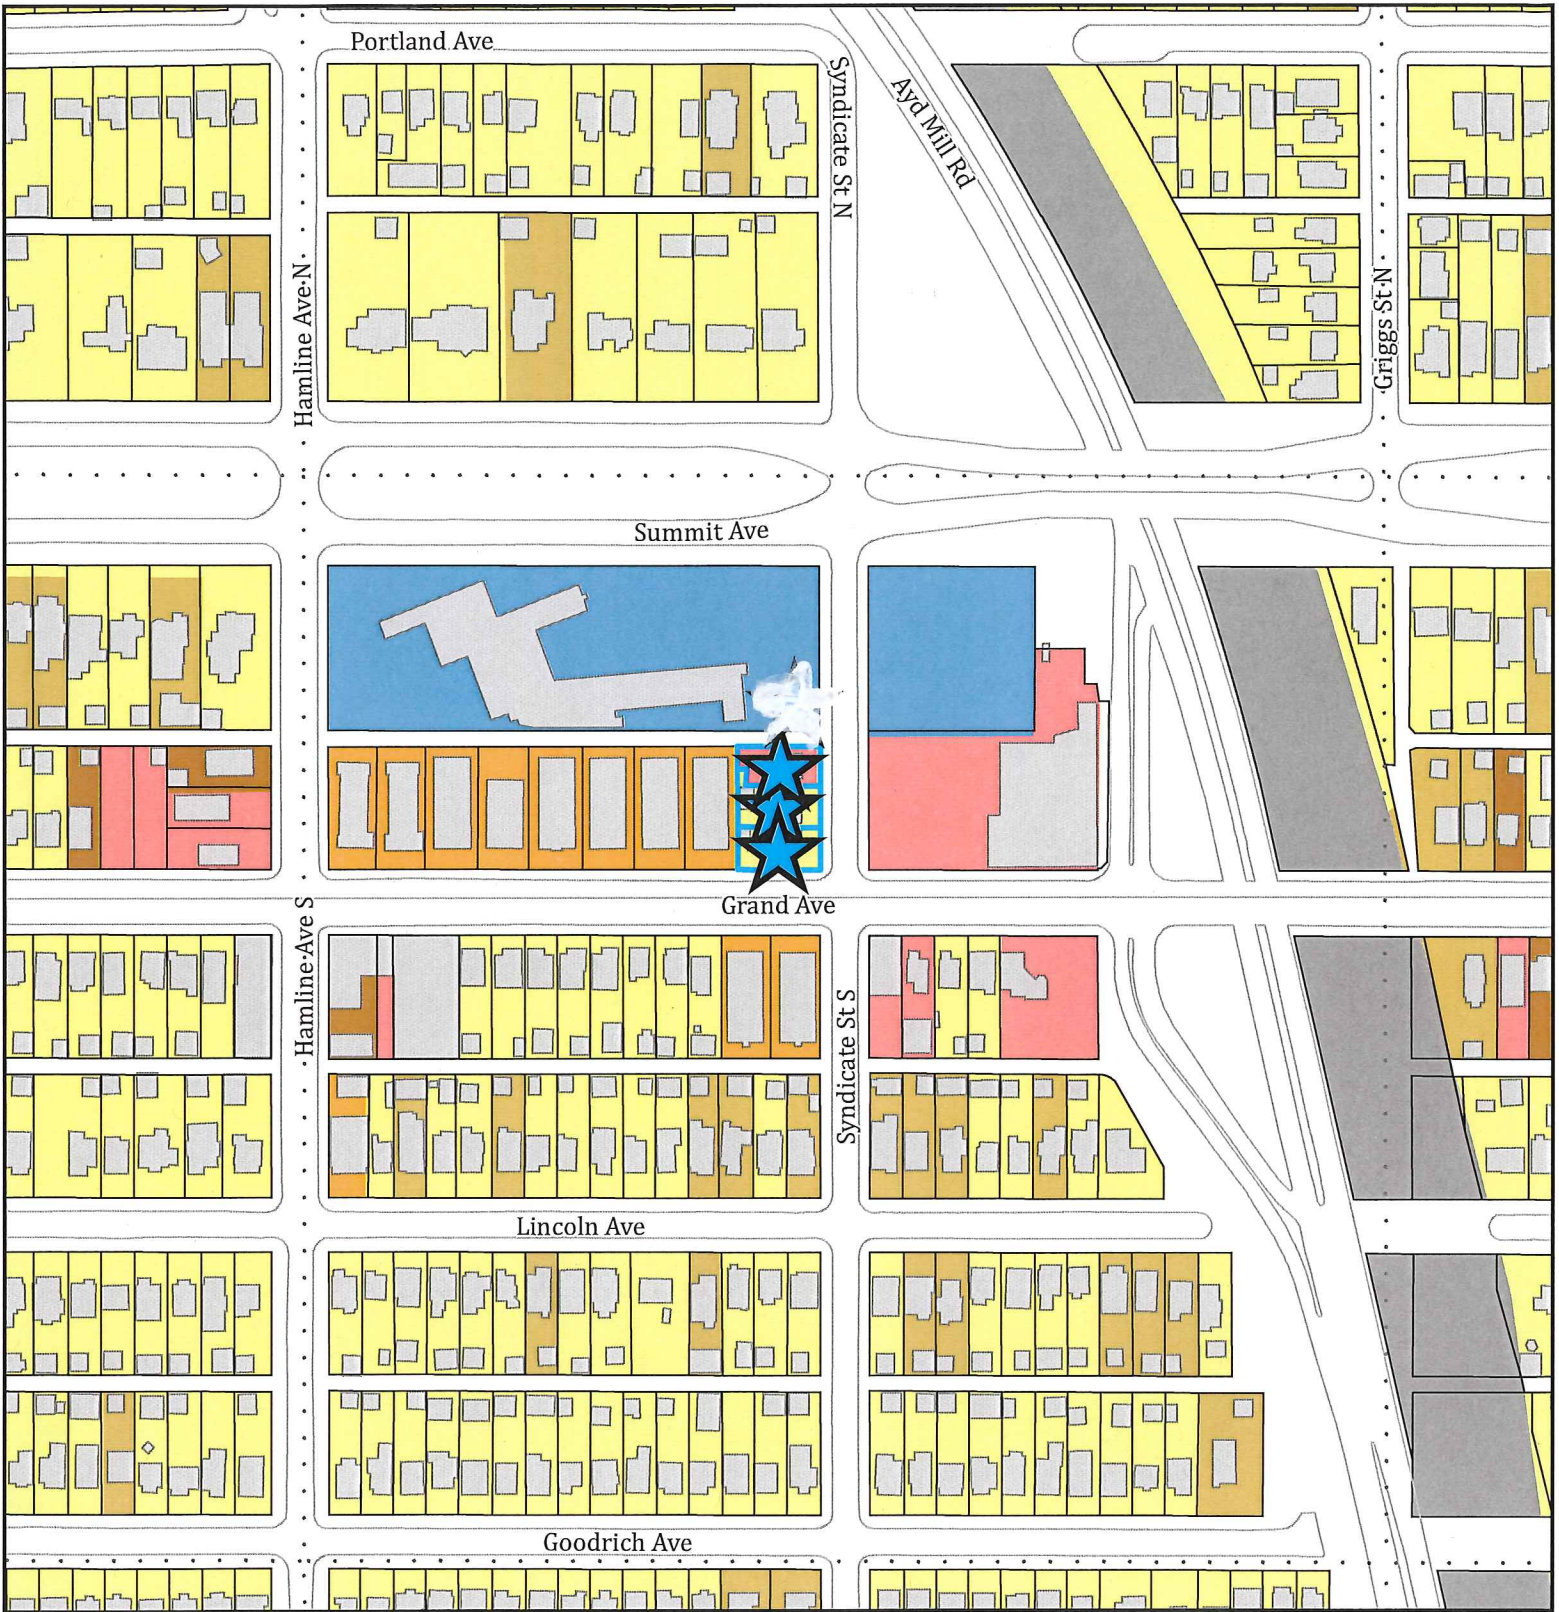 Portland Ave
Syndicate St N
Ayd Mill Rd
Hamline Ave N
Griggs St N
Summit Ave
Grand Ave
Hamline Ave S
Syndicate St S
Lincoln Ave
Goodrich Ave